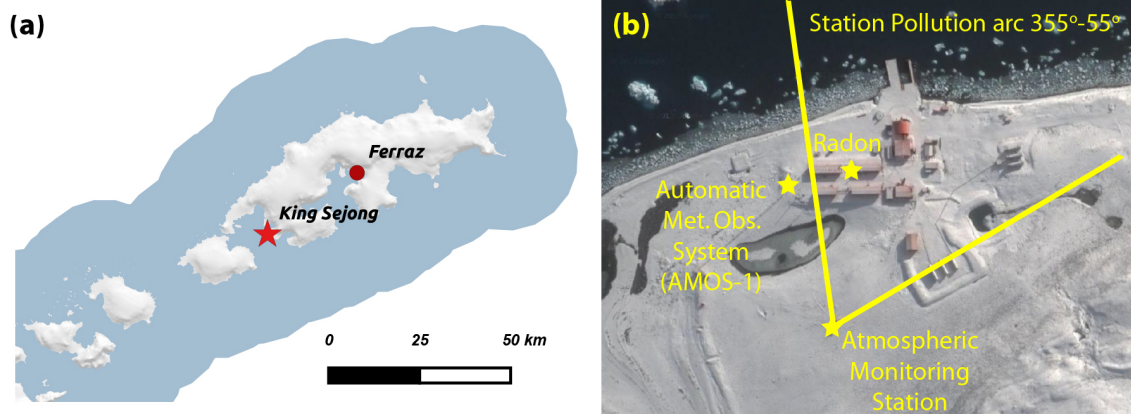 (a)
Ferraz
King Sejong
0 25 50 km
(b)
Station Pollution arc 355°-55°
Radon
Automatic
Met. Obs.
System
(AMOS-1)
Atmospheric
Monitoring
Station